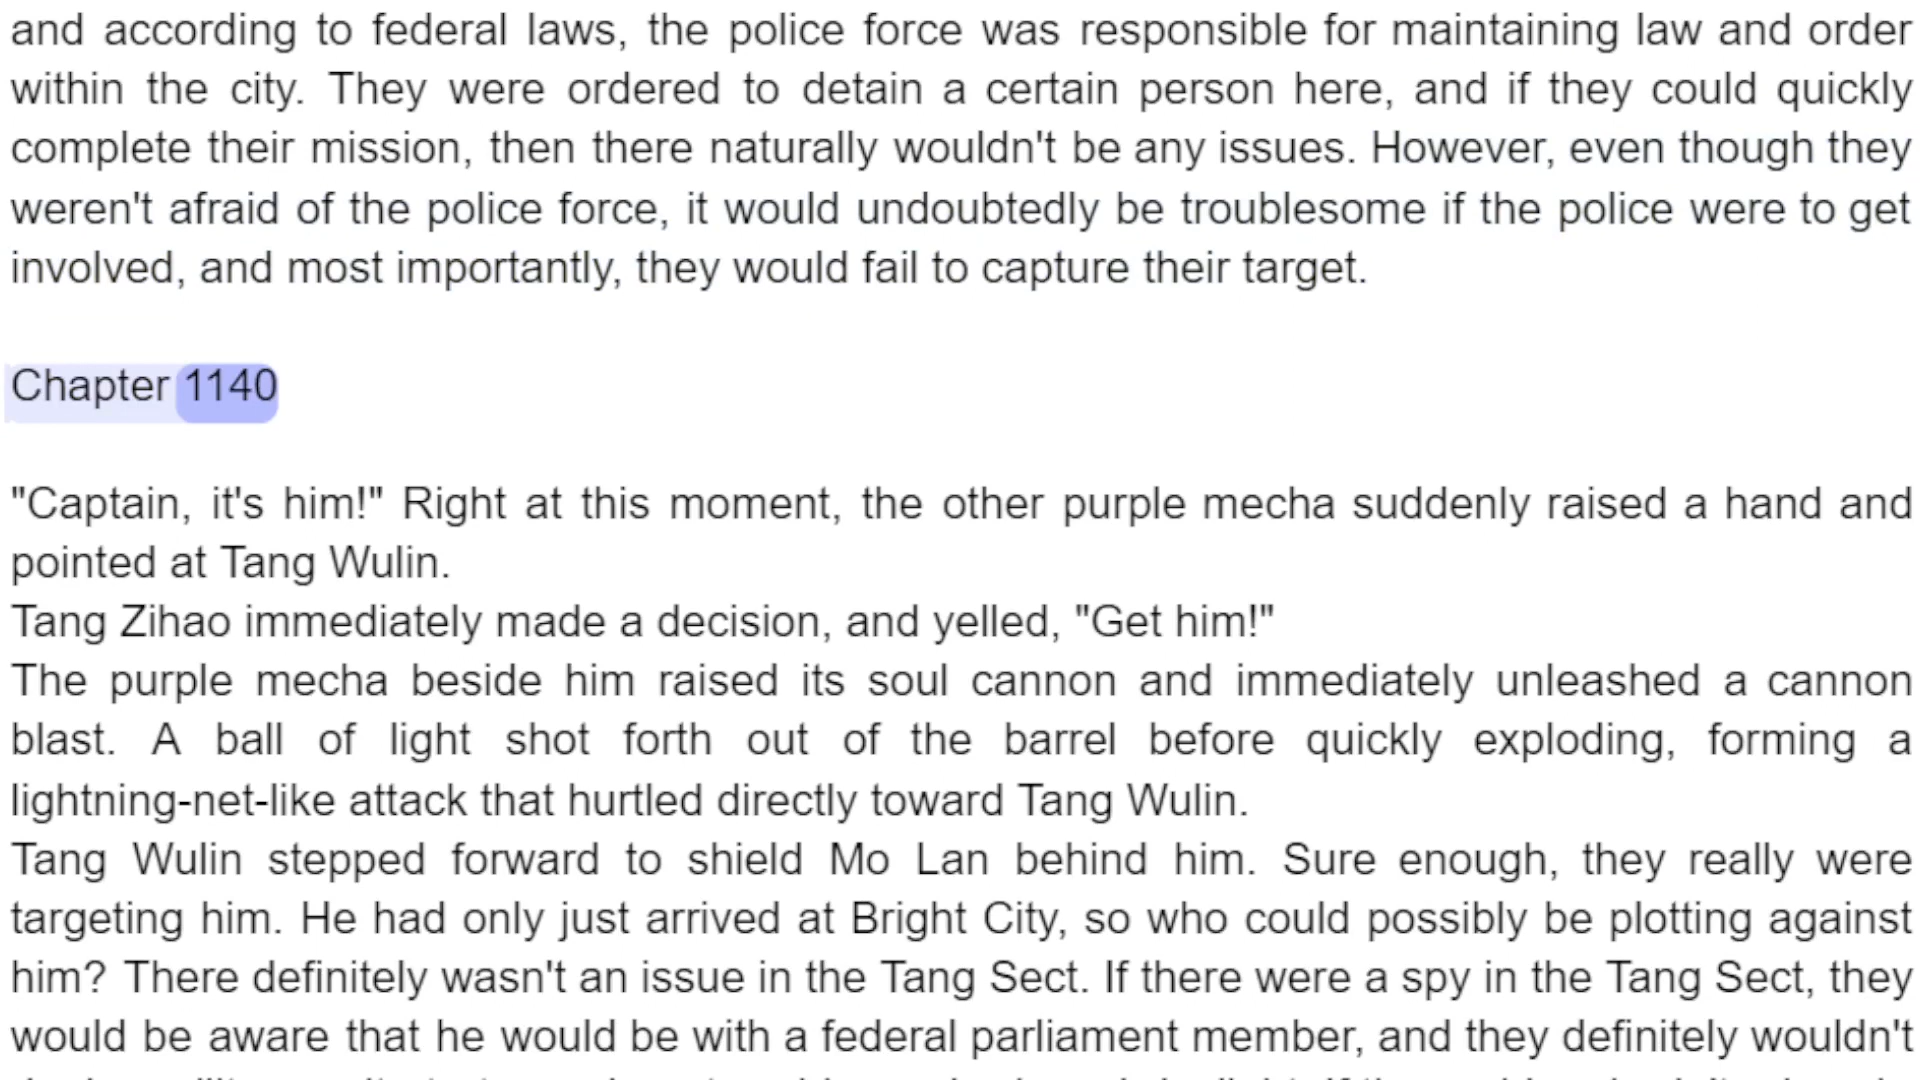 and according to federal laws, the police force was responsible for maintaining law and order
within the city. They were ordered to detain a certain person here, and if they could quickly
complete their mission, then there naturally wouldn't be any issues. However, even though they
weren't afraid of the police force, it would undoubtedly be troublesome if the police were to get
involved, and most importantly, they would fail to capture their target.
Chapter 1140
"Captain, it's him!" Right at this moment, the other purple mecha suddenly raised a hand and
pointed at Tang Wulin.
Tang Zihao immediately made a decision, and yelled, "Get him!"
The purple mecha beside him raised its soul cannon and immediately unleashed a cannon
blast. A ball of light shot forth out of the barrel before quickly exploding, forming a
lightning-net-like attack that hurtled directly toward Tang Wulin.
Tang Wulin stepped forward to shield Mo Lan behind him. Sure enough, they really were
targeting him. He had only just arrived at Bright City, so who could possibly be plotting against
him? There definitely wasn't an issue in the Tang Sect. If there were a spy in the Tang Sect, they
would be aware that he would be with a federal parliament member, and they definitely wouldn't